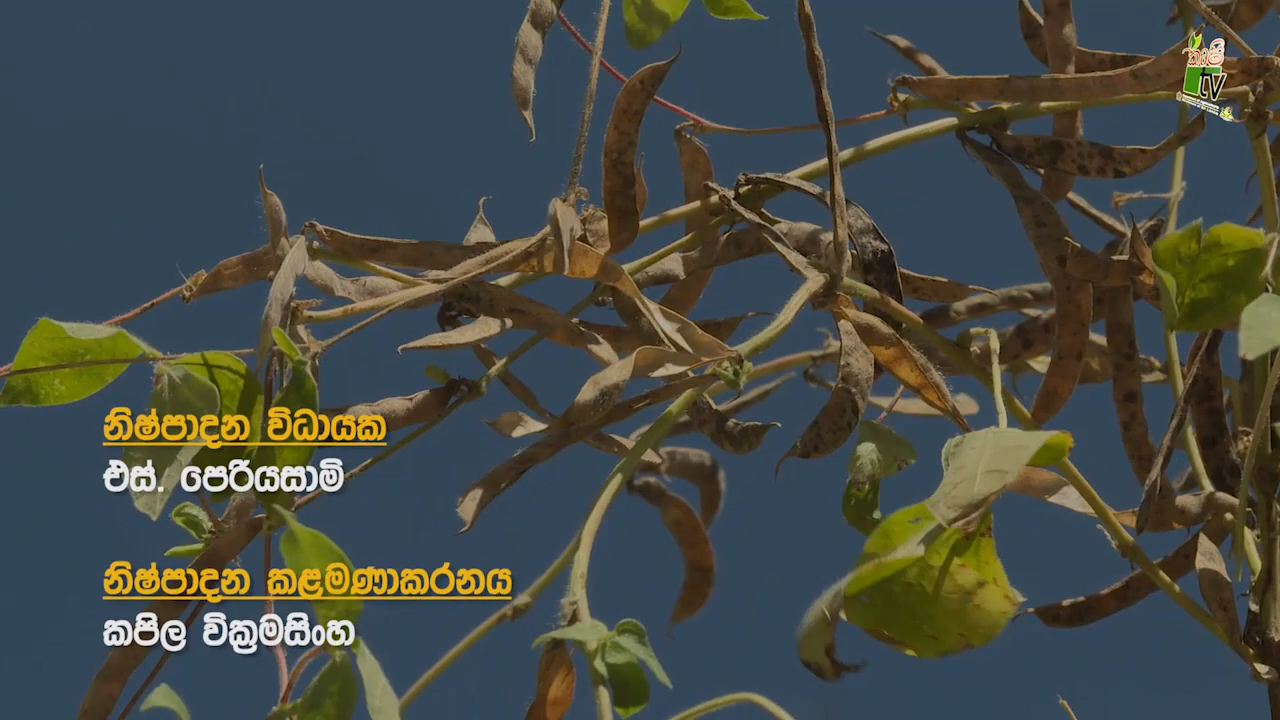 කෘෂි
tv
නිෂ්පාදන විධායක
එස්. පෙරියසාමි
නිෂ්පාදන කළමණාකරනය
කපිල වික්‍රමසිංහ